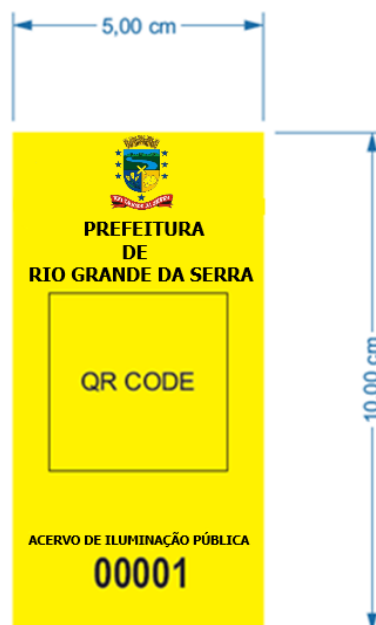 5,00 cm
PREFEITURA
DE
RIO GRANDE DA SERRA
QR CODE
10,00 cm
ACERVO DE ILUMINAÇÃO PÚBLICA
00001